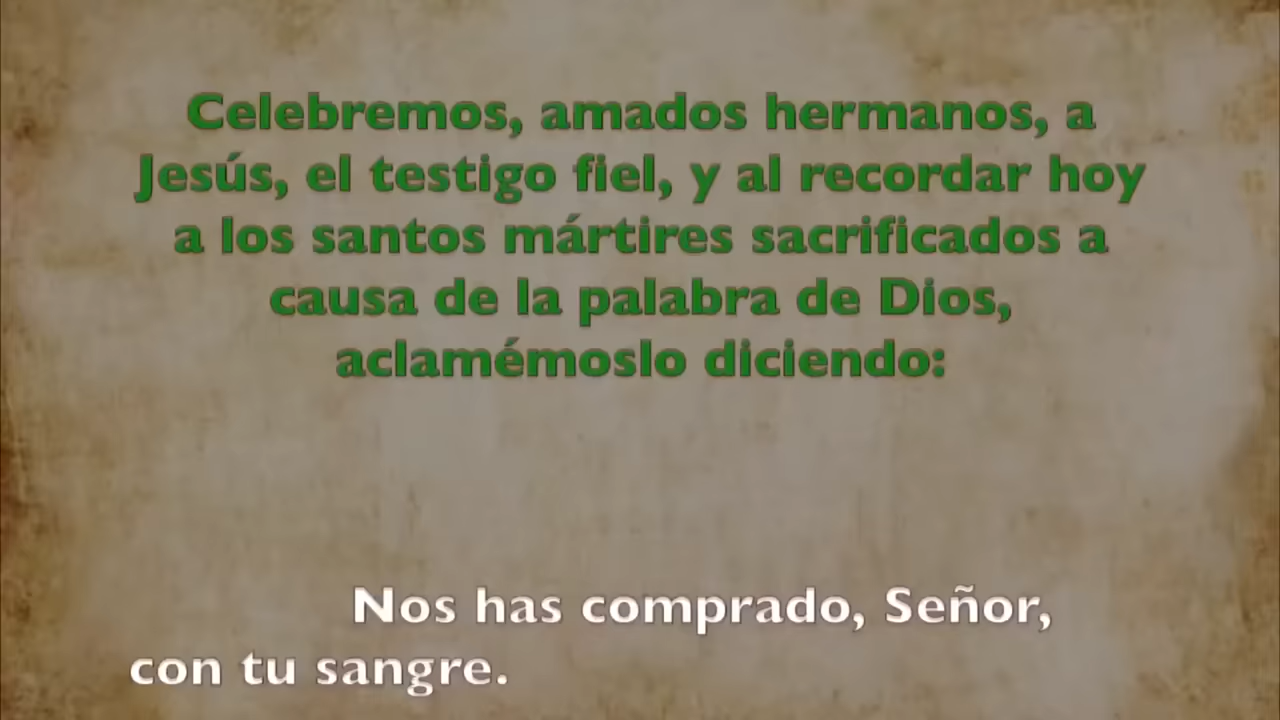 Celebremos, amados hermanos, a
Jesús, el testigo fiel, y al recordar hoy
a los santos mártires sacrificados a
causa de la palabra de Dios,
aclamémoslo diciendo:
Nos has comprado, Señor,
con tu sangre.